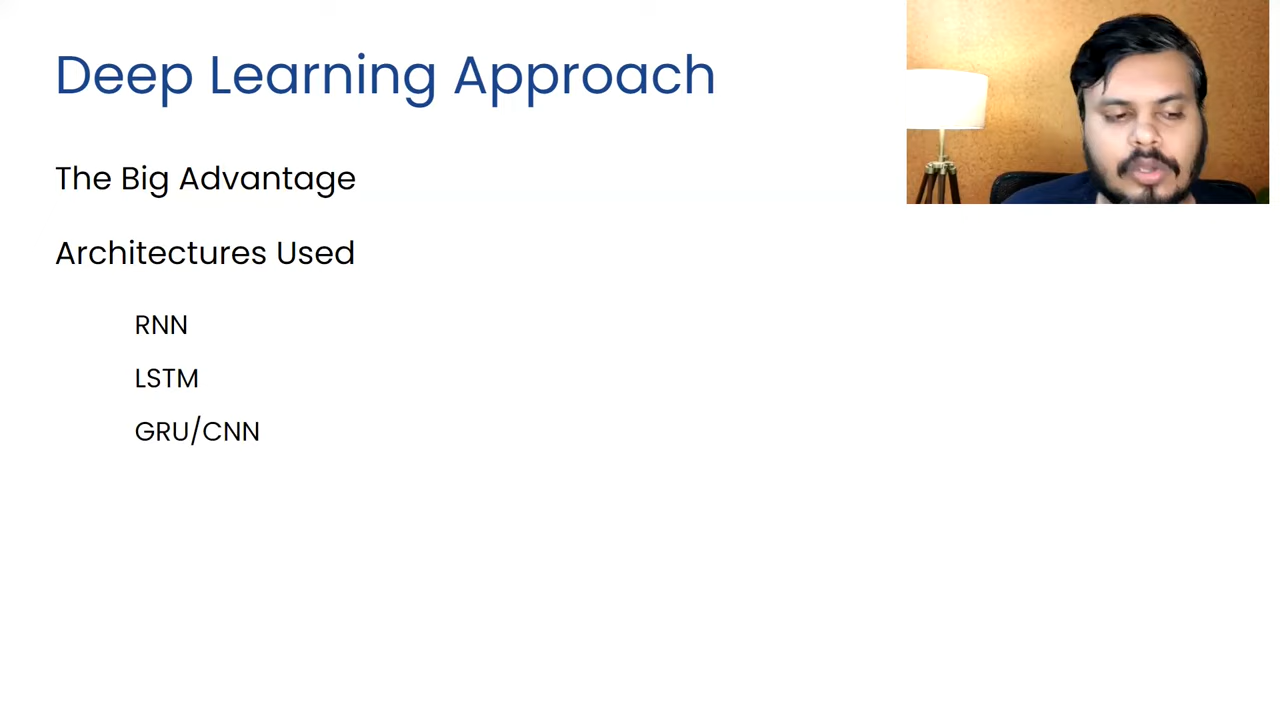 Deep Learning Approach
The Big Advantage
Architectures Used
RNN
LSTM
GRU/CNN